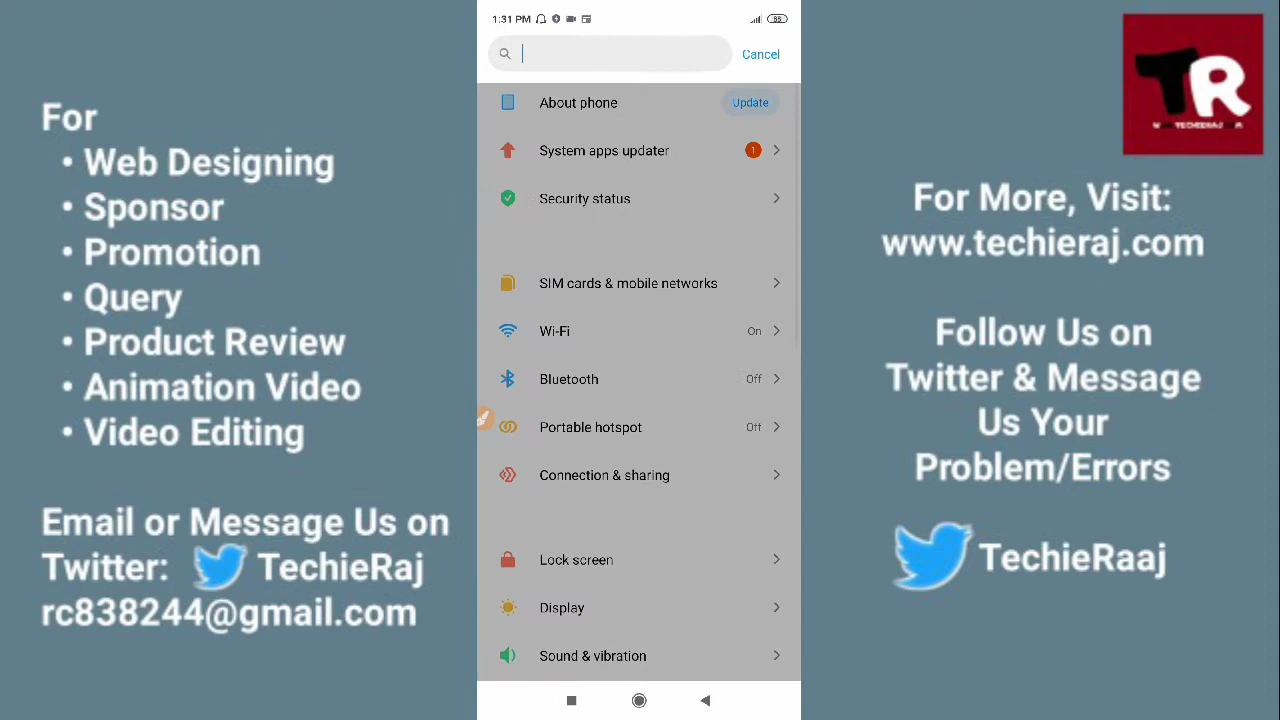 For
• Web Designing
• Sponsor
• Promotion
• Query
• Product Review
• Animation Video
• Video Editing
Email or Message Us on
Twitter: TechieRaj
rc838244@gmail.com
1:31 PM 88
Cancel
About phone Update
System apps updater 1
Security status
SIM cards & mobile networks
Wi-Fi On
Bluetooth Off
Portable hotspot Off
Connection & sharing
Lock screen
Display
Sound & vibration
TR
For More, Visit:
www.techieraj.com
Follow Us on
Twitter & Message
Us Your
Problem/Errors
TechieRaaj